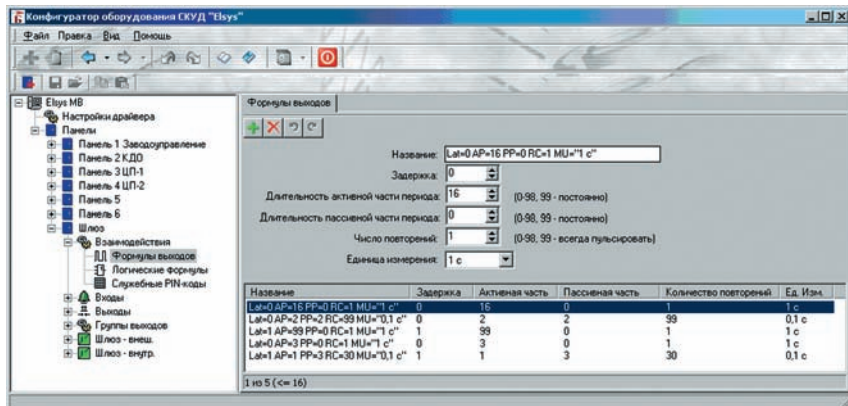 Конфигуратор оборудования СКУД "Elsys"
Файл Правка Вид Помощь
Elsys MB
Настройки драйвера
Панели
Панель 1 Заводоуправление
Панель 2 КДО
Панель 3 ЦП-1
Панель 4 ЦП-2
Панель 5
Панель 6
Шлюз
Взаимодействия
Формулы выходов
Логические формулы
Служебные PIN-коды
Входы
Выходы
Группы выходов
Шлюз - внеш.
Шлюз - внутр.
Формулы выходов
Название: Lat=0 AP=16 PP=0 RC=1 MU="1 c"
Задержка: 0
Длительность активной части периода: 16 (0-98, 99 - постоянно)
Длительность пассивной части периода: 0 (0-98, 99 - постоянно)
Число повторений: 1 (0-98, 99 - всегда пульсировать)
Единица измерения: 1 с
Название Задержка Активная часть Пассивная часть Количество повторений Ед. Изм.
Lat=0 AP=16 PP=0 RC=1 MU="1 c" 0 16 0 1 1 с
Lat=0 AP=2 PP=2 RC=99 MU="0,1 c" 0 2 2 99 0,1 с
Lat=1 AP=99 PP=0 RC=1 MU="1 c" 1 99 0 1 1 с
Lat=0 AP=3 PP=0 RC=1 MU="1 c" 0 3 0 1 1 с
Lat=1 AP=1 PP=3 RC=30 MU="0,1 c" 1 1 3 30 0,1 с
1 из 5 (<= 16)